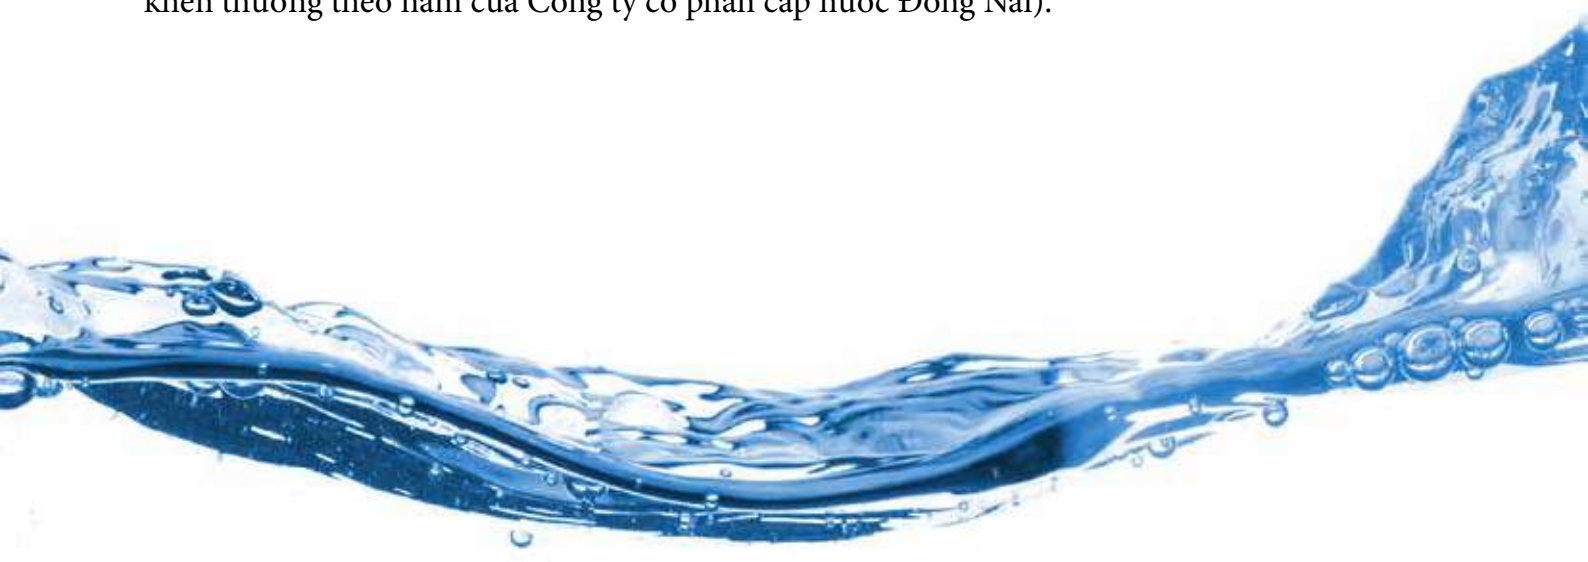 khen thưởng theo năm của Công ty cổ phần cấp nước Đồng Nai).